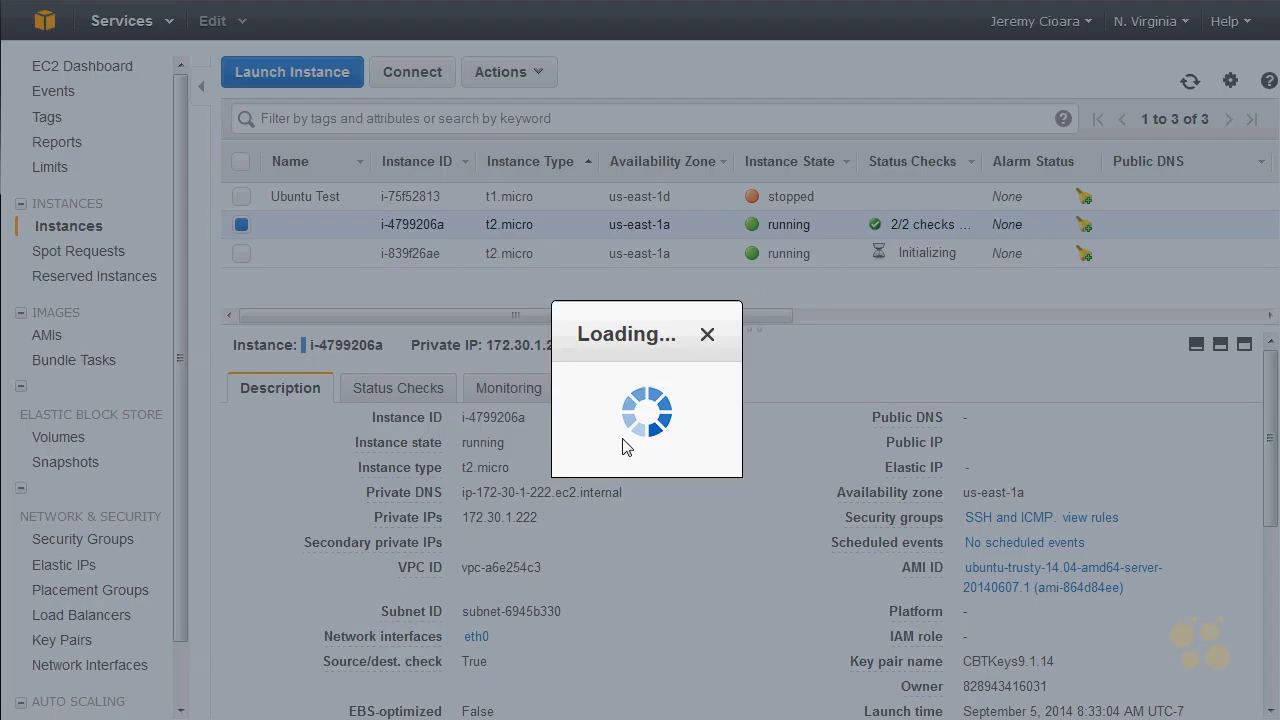 Services Edit Jeremy Cioara N. Virginia Help
EC2 Dashboard
Events
Tags
Reports
Limits
INSTANCES
Instances
Spot Requests
Reserved Instances
IMAGES
AMIs
Bundle Tasks
ELASTIC BLOCK STORE
Volumes
Snapshots
NETWORK & SECURITY
Security Groups
Elastic IPs
Placement Groups
Load Balancers
Key Pairs
Network Interfaces
AUTO SCALING
Launch Instance Connect Actions
Filter by tags and attributes or search by keyword ? 1 to 3 of 3
Name Instance ID Instance Type Availability Zone Instance State Status Checks Alarm Status Public DNS
Ubuntu Test i-75f52813 t1.micro us-east-1d stopped None
i-4799206a t2.micro us-east-1a running 2/2 checks ... None
i-839f26ae t2.micro us-east-1a running Initializing None
Loading...
Instance: i-4799206a Private IP: 172.30.1.2
Description Status Checks Monitoring
Instance ID i-4799206a Public DNS -
Instance state running Public IP
Instance type t2.micro Elastic IP -
Private DNS ip-172-30-1-222.ec2.internal Availability zone us-east-1a
Private IPs 172.30.1.222 Security groups SSH and ICMP. view rules
Secondary private IPs Scheduled events No scheduled events
VPC ID vpc-a6e254c3 AMI ID ubuntu-trusty-14.04-amd64-server-
20140607.1 (ami-864d84ee)
Subnet ID subnet-6945b330 Platform -
Network interfaces eth0 IAM role -
Source/dest. check True Key pair name CBTKeys9.1.14
Owner 828943416031
EBS-optimized False Launch time September 5, 2014 8:33:04 AM UTC-7